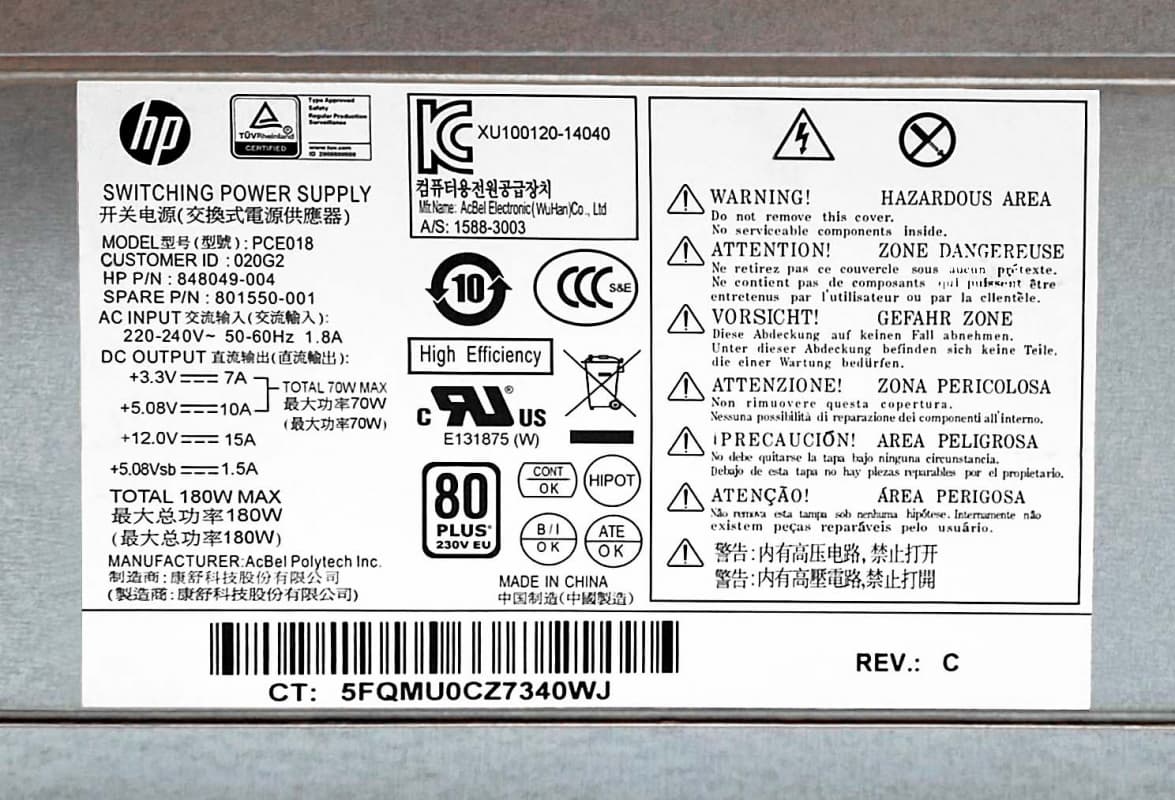 hp
TÜVRheinland
CERTIFIED
Type Approved
Safety
Regular Production
Surveillance
www.tuv.com
SWITCHING POWER SUPPLY
开关电源(交換式電源供應器)
MODEL型号(型號): PCE018
CUSTOMER ID : 020G2
HP P/N : 848049-004
SPARE P/N : 801550-001
AC INPUT 交流输入(交流輸入):
220-240V~ 50-60Hz 1.8A
DC OUTPUT 直流输出(直流輸出):
+3.3V 7A
+5.08V 10A
TOTAL 70W MAX
最大功率70W
(最大功率70W)
+12.0V 15A
+5.08Vsb 1.5A
TOTAL 180W MAX
最大总功率180W
(最大总功率180W)
MANUFACTURER:AcBel Polytech Inc.
制造商:康舒科技股份有限公司
(製造商:康舒科技股份有限公司)
KC
XU100120-14040
컴퓨터용전원공급장치
Mfr.Name: AcBel Electronic(WuHan)Co., Ltd
A/S: 1588-3003
10
CCC S&E
High Efficiency
C RU ® US
E131875 (W)
80
PLUS®
230V EU
CONT
OK
HIPOT
B/I
OK
ATE
OK
MADE IN CHINA
中国制造(中國製造)
WARNING! HAZARDOUS AREA
Do not remove this cover.
No serviceable components inside.
ATTENTION! ZONE DANGEREUSE
Ne retirez pas ce couvercle sous aucun prétexte.
Ne contient pas de composants qui puissent être
entretenus par l'utilisateur ou par la clientèle.
VORSICHT! GEFAHR ZONE
Diese Abdeckung auf keinen Fall abnehmen.
Unter dieser Abdeckung befinden sich keine Teile,
die einer Wartung bedürfen.
ATTENZIONE! ZONA PERICOLOSA
Non rimuovere questa copertura.
Nessuna possibilità di reparazione dei componenti all'interno.
¡PRECAUCIÓN! AREA PELIGROSA
No debe quitarse la tapa bajo ninguna circunstancia.
Debajo de esta tapa no hay piezas reparables por el propietario.
ATENÇÃO! ÁREA PERIGOSA
Não remova esta tampa sob nenhuma hipótese. Internamente não
existem peças reparáveis pelo usuário.
警告:内有高压电路,禁止打开
警告:内有高壓電路,禁止打開
CT: 5FQMU0CZ7340WJ
REV.: C